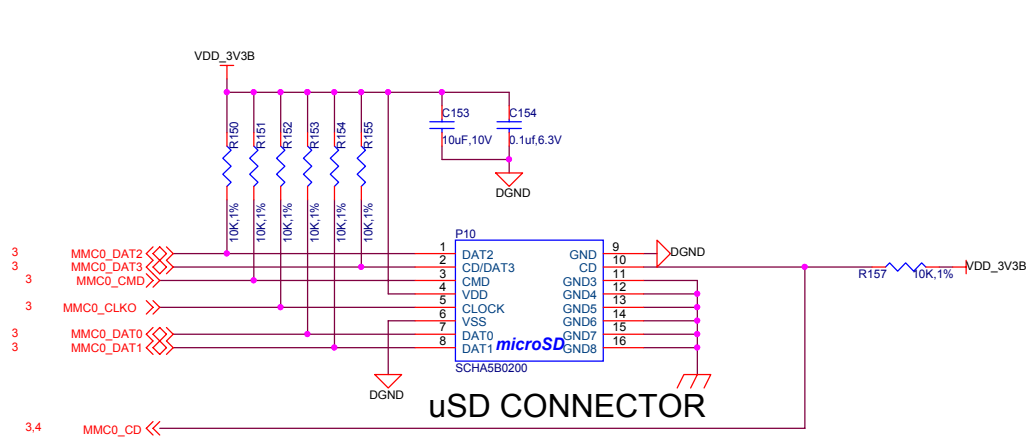 VDD_3V3B
R150
R151
R152
R153
R154
R155
10K,1%
10K,1%
10K,1%
10K,1%
10K,1%
10K,1%
C153
10uF,10V
C154
0.1uf,6.3V
DGND
P10
3 MMC0_DAT2 1 DAT2 GND 9 DGND
3 MMC0_DAT3 2 CD/DAT3 CD 10 R157 10K,1% VDD_3V3B
3 MMC0_CMD 3 CMD GND3 11
4 VDD GND4 12
3 MMC0_CLKO 5 CLOCK GND5 13
6 VSS GND6 14
3 MMC0_DAT0 7 DAT0 GND7 15
3 MMC0_DAT1 8 DAT1 microSD GND8 16
SCHA5B0200
DGND
uSD CONNECTOR
3,4 MMC0_CD